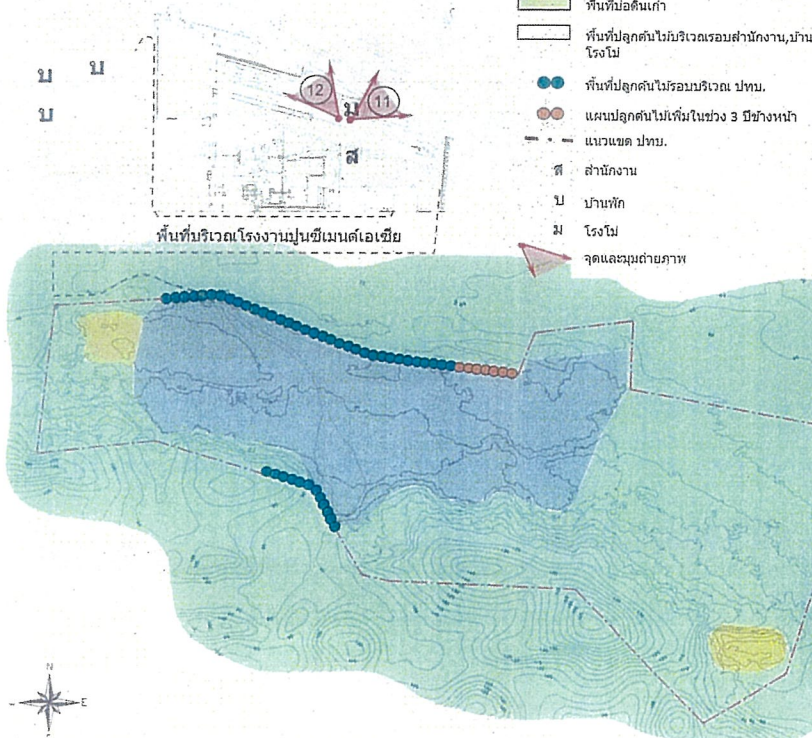 พื้นที่บ่อดินเก่า
พื้นที่ปลูกต้นไม้บริเวณรอบสำนักงาน,บ้าน
โรงโม่
พื้นที่ปลูกต้นไม้รอบบริเวณ ปทบ.
แผนปลูกต้นไม้เพิ่มในช่วง 3 ปีข้างหน้า
แนวเขต ปทบ.
ส สำนักงาน
บ บ้านพัก
ม โรงโม่
จุดและมุมถ่ายภาพ
บ บ
บ
12 ม 11
ส
พื้นที่บริเวณโรงงานปูนซีเมนต์เอเซีย
N
E